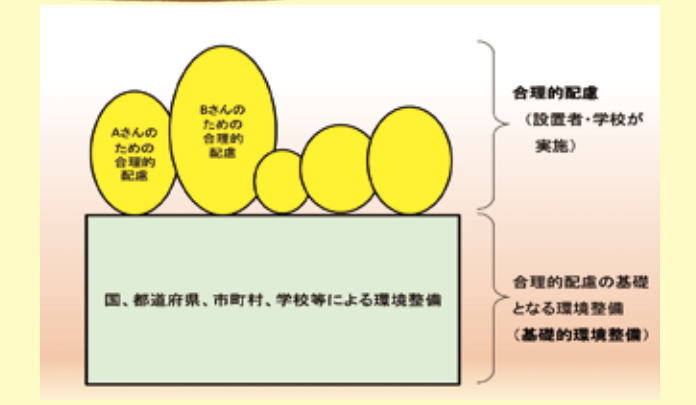 Aさんの
ための
合理的
配慮
Bさんの
ための
合理的
配慮
合理的配慮
（設置者・学校が
実施）
国、都道府県、市町村、学校等による環境整備
合理的配慮の基礎
となる環境整備
（基礎的環境整備）